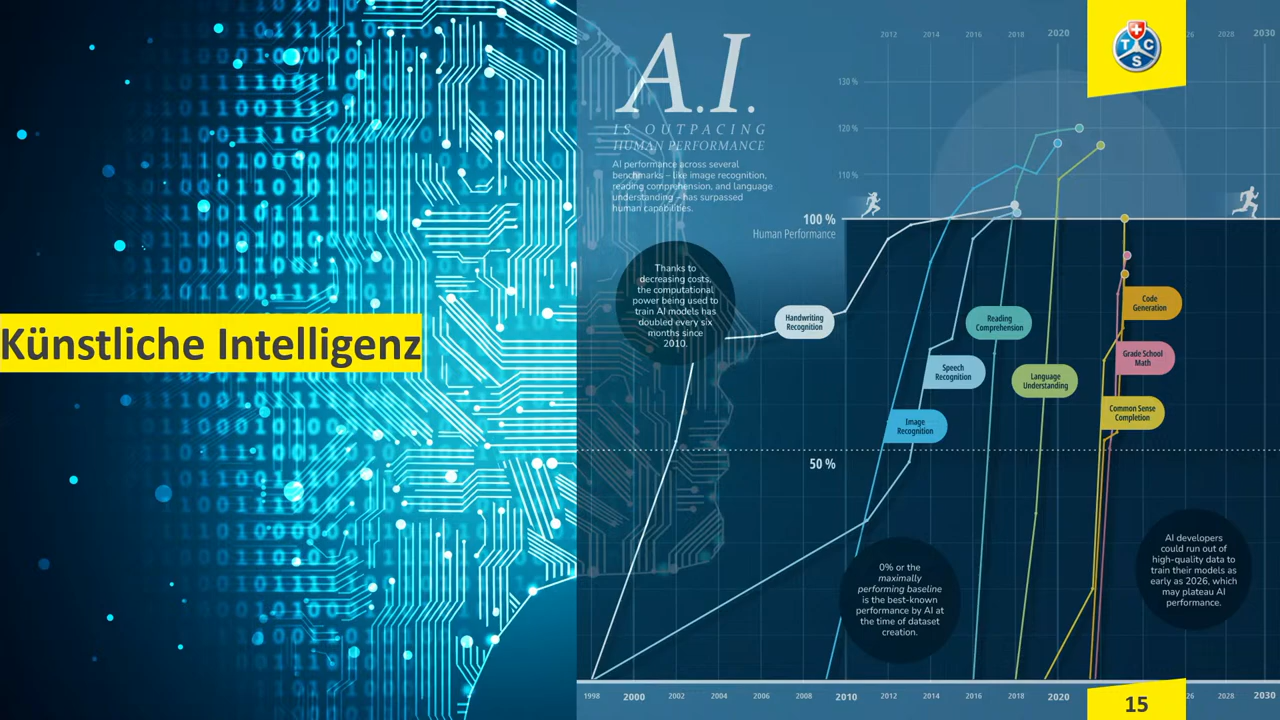 Künstliche Intelligenz
A.I.
IS OUTPACING
HUMAN PERFORMANCE
AI performance across several
benchmarks – like image recognition,
reading comprehension, and language
understanding – has surpassed
human capabilities.
2012 2014 2016 2018 2020 26 2028 2030
T C S
130 %
120 %
110 %
100 %
Human Performance
Thanks to
decreasing costs,
the computational
power being used to
train AI models has
doubled every six
months since
2010.
Handwriting
Recognition
Reading
Comprehension
Code
Generation
Speech
Recognition
Language
Understanding
Grade School
Math
Image
Recognition
Common Sense
Completion
50 %
0% or the
maximally
performing baseline
is the best-known
performance by AI at
the time of dataset
creation.
AI developers
could run out of
high-quality data to
train their models as
early as 2026, which
may plateau AI
performance.
1998 2000 2002 2004 2006 2008 2010 2012 2014 2016 2018 2020 26 2028 2030
15